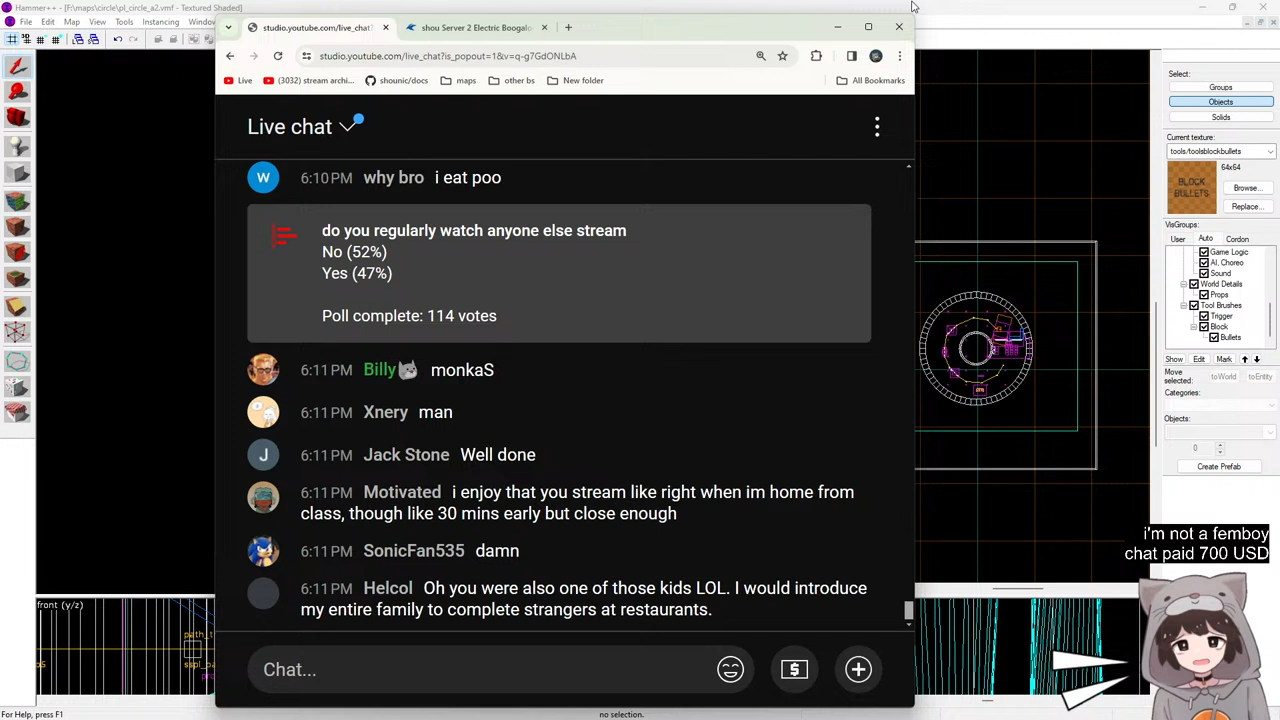 Hammer++ - [F:\maps\circle\pl_circle_a2.vmf - Textured Shaded]
File Edit Map View Tools Instancing
studio.youtube.com/live_chat?
shou Server 2 Electric Boogalo
studio.youtube.com/live_chat?is_popout=1&v=q-g7GdONLbA
Live
(3032) stream archi...
shounic/docs
maps
other bs
New folder
All Bookmarks
Live chat
6:10 PM why bro i eat poo
do you regularly watch anyone else stream
No (52%)
Yes (47%)
Poll complete: 114 votes
6:11 PM Billy monkaS
6:11 PM Xnery man
J
6:11 PM Jack Stone Well done
6:11 PM Motivated i enjoy that you stream like right when im home from
class, though like 30 mins early but close enough
6:11 PM SonicFan535 damn
6:11 PM Helcol Oh you were also one of those kids LOL. I would introduce
my entire family to complete strangers at restaurants.
Chat...
Select:
Groups
Objects
Solids
Current texture:
tools/toolsblockbullets
64x64
BLOCK
BULLETS
Browse...
Replace...
VisGroups:
User Auto Cordon
Game Logic
AI, Choreo
Sound
World Details
Props
Tool Brushes
Trigger
Block
Bullets
Show Edit Mark
Move
selected:
toWorld toEntity
Categories:
Objects:
0
Create Prefab
i'm not a femboy
chat paid 700 USD
front (y/z)
For Help, press F1
no selection.